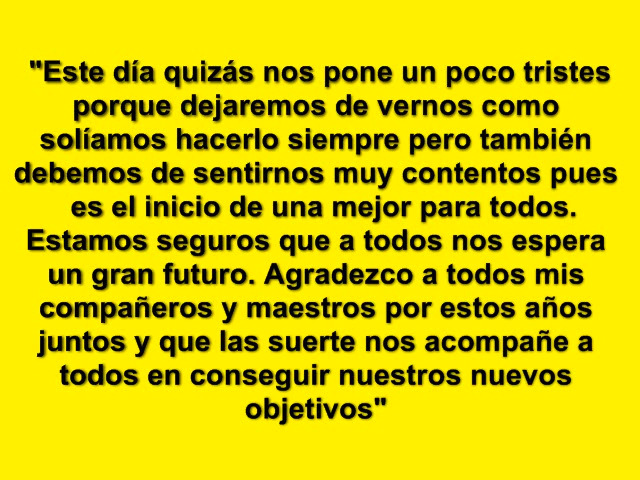 "Este día quizás nos pone un poco tristes
porque dejaremos de vernos como
solíamos hacerlo siempre pero también
debemos de sentirnos muy contentos pues
es el inicio de una mejor para todos.
Estamos seguros que a todos nos espera
un gran futuro. Agradezco a todos mis
compañeros y maestros por estos años
juntos y que las suerte nos acompañe a
todos en conseguir nuestros nuevos
objetivos"